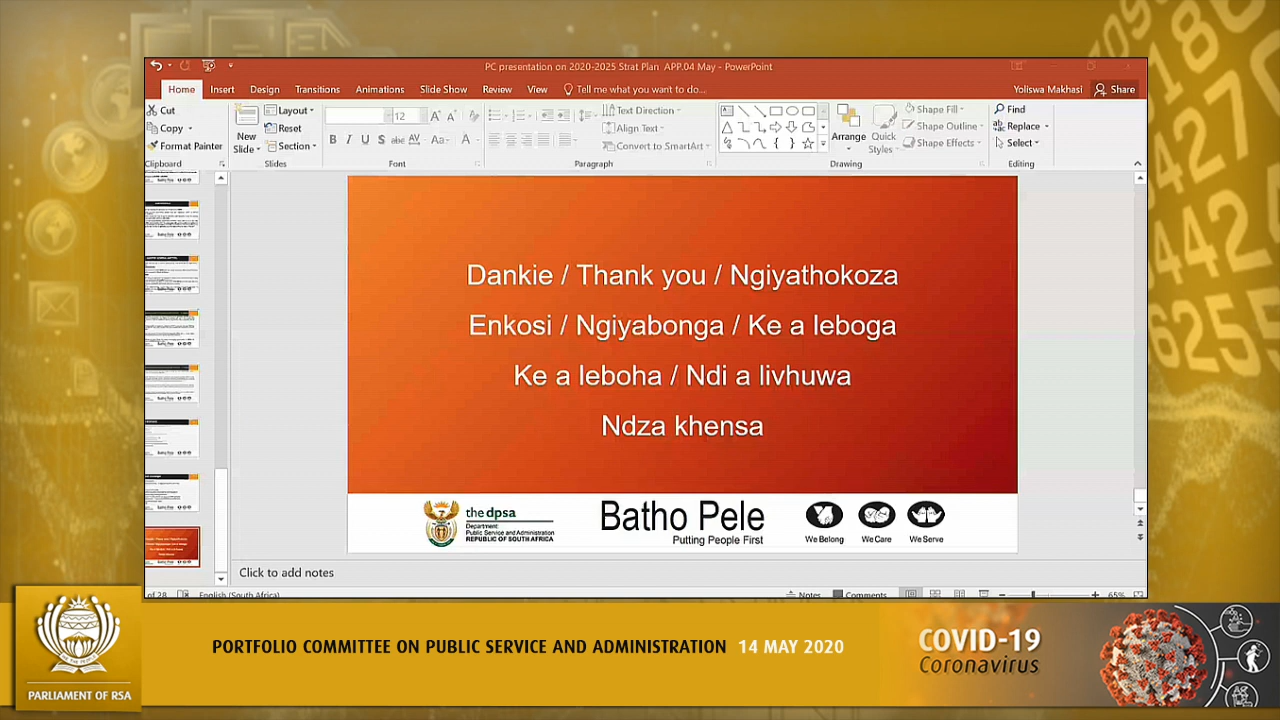 PC presentation on 2020-2025 Strat Plan APP.04 May - PowerPoint
Home Insert Design Transitions Animations Slide Show Review View Tell me what you want to do... Yoliswa Makhasi Share
Cut
Copy
Format Painter
Clipboard
New Slide
Layout
Reset
Section
Slides
12
Font
Text Direction
Align Text
Convert to SmartArt
Paragraph
Arrange
Quick Styles
Shape Fill
Shape Outline
Shape Effects
Drawing
Find
Replace
Select
Editing
Dankie / Thank you / Ngiyathokoza
Enkosi / Ngiyabonga / Ke a leboga
Ke a leboha / Ndi a livhuwa
Ndza khensa
the dpsa
Department:
Public Service and Administration
REPUBLIC OF SOUTH AFRICA
Batho Pele
Putting People First
We Belong We Care We Serve
Click to add notes
of 28 English (South Africa) Notes Comments 65%
PARLIAMENT OF RSA
PORTFOLIO COMMITTEE ON PUBLIC SERVICE AND ADMINISTRATION 14 MAY 2020
COVID-19
Coronavirus